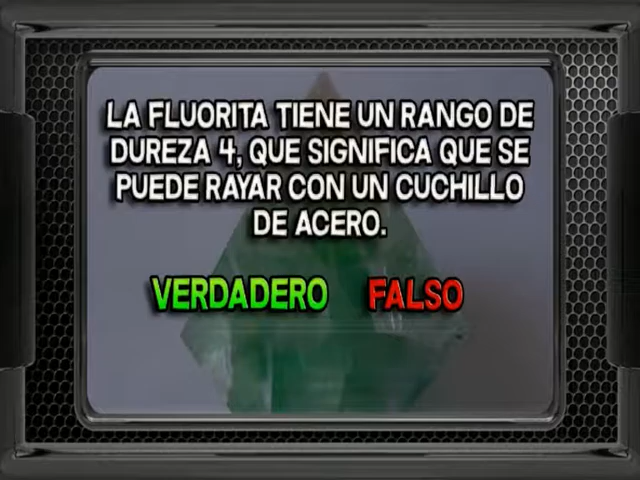 LA FLUORITA TIENE UN RANGO DE
DUREZA 4, QUE SIGNIFICA QUE SE
PUEDE RAYAR CON UN CUCHILLO
DE ACERO.
VERDADERO FALSO